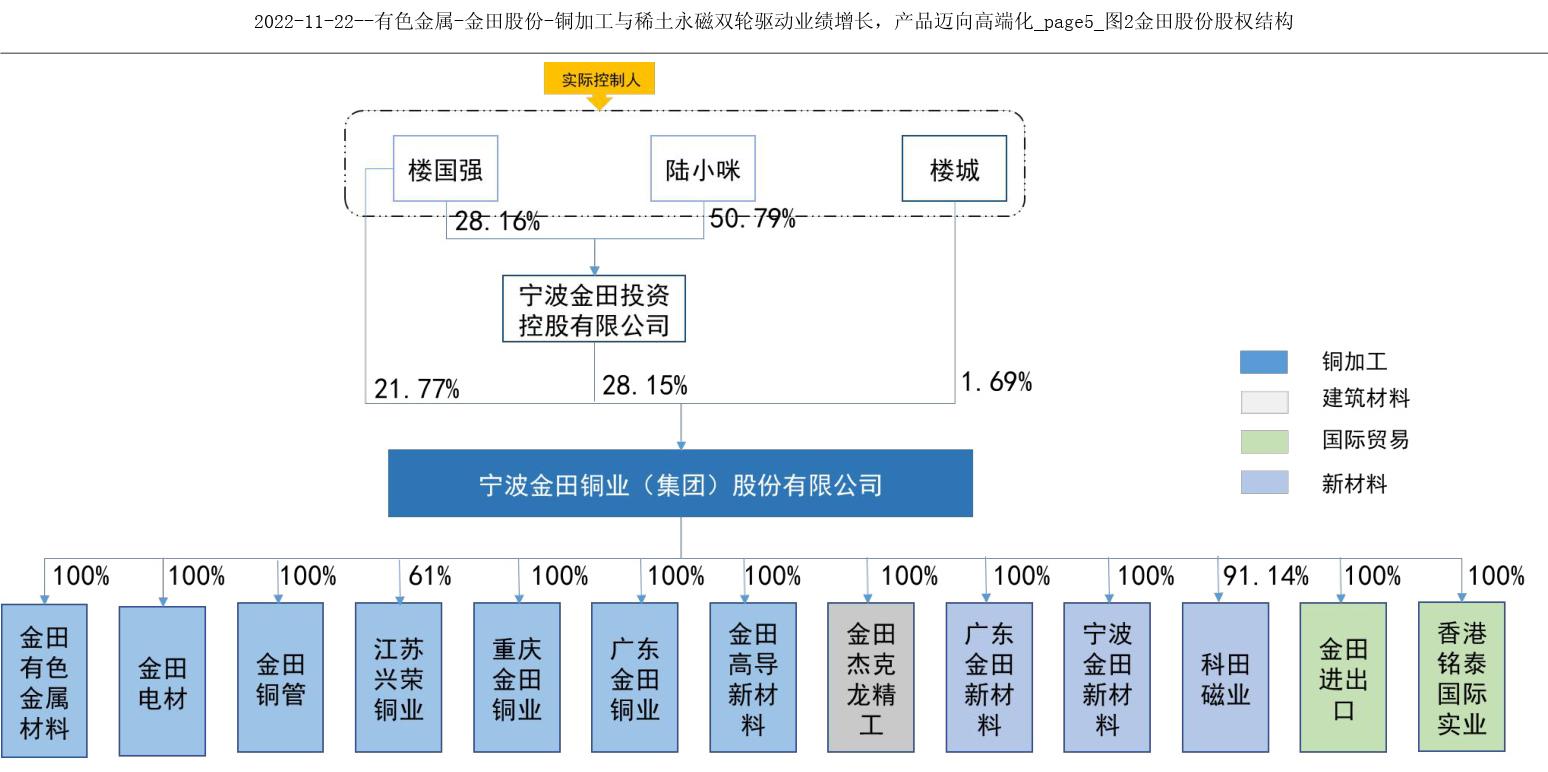 2022-11-22--有色金属-金田股份-铜加工与稀土永磁双轮驱动业绩增长，产品迈向高端化_page5_图2金田股份股权结构
实际控制人
楼国强
陆小咪
楼城
28.16%
50.79%
宁波金田投资
控股有限公司
21.77%
28.15%
1.69%
铜加工
建筑材料
国际贸易
新材料
宁波金田铜业（集团）股份有限公司
100%
100%
100%
61%
100%
100%
100%
100%
100%
100%
91.14%
100%
100%
金田
有色
金属
材料
金田
电材
金田
铜管
江苏
兴荣
铜业
重庆
金田
铜业
广东
金田
铜业
金田
高导
新材
料
金田
杰克
龙精
工
广东
金田
新材
料
宁波
金田
新材
料
科田
磁业
金田
进出
口
香港
铭泰
国际
实业